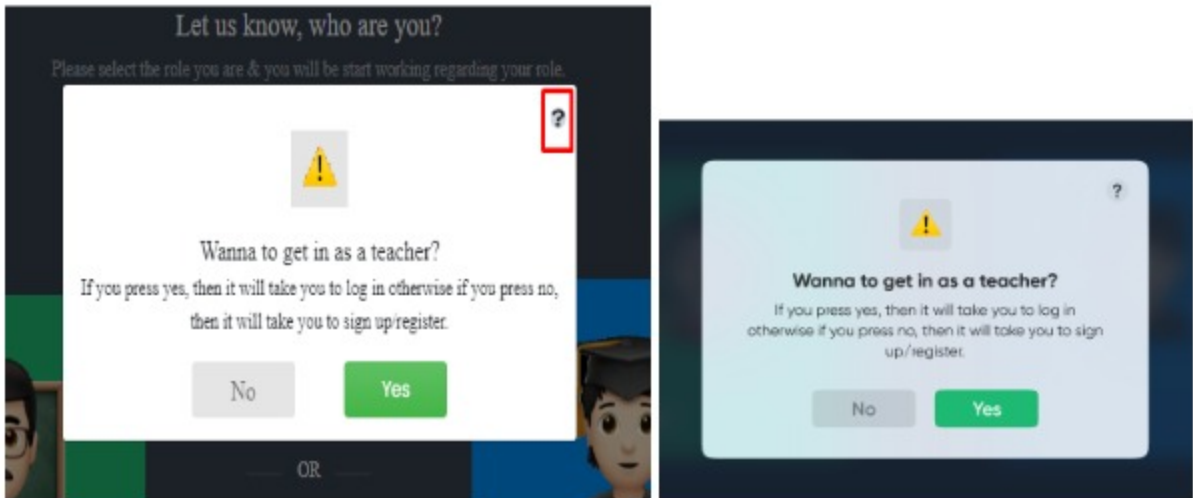 Let us know, who are you?
Please select the role you are & you will be start working regarding your role.
?
Wanna to get in as a teacher?
If you press yes, then it will take you to log in otherwise if you press no,
then it will take you to sign up/register.
No
Yes
OR
?
Wanna to get in as a teacher?
If you press yes, then it will take you to log in
otherwise if you press no, then it will take you to sign
up/register.
No
Yes